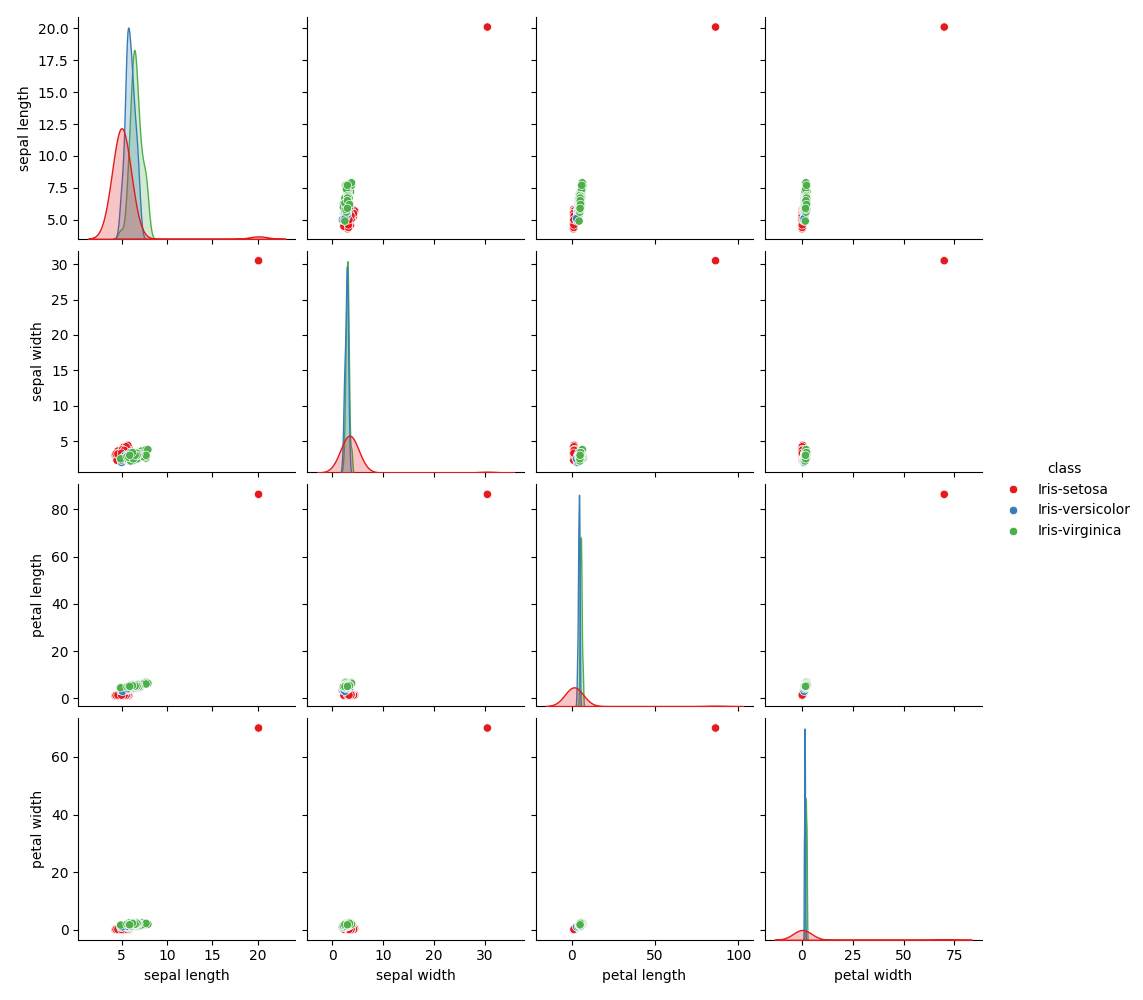 20.0
17.5
15.0
12.5
10.0
7.5
5.0
sepal length
30
25
20
15
10
5
sepal width
class
Iris-setosa
Iris-versicolor
Iris-virginica
80
60
40
20
0
petal length
60
40
20
0
petal width
5 10 15 20
0 10 20 30
0 50 100
0 25 50 75
sepal length
sepal width
petal length
petal width